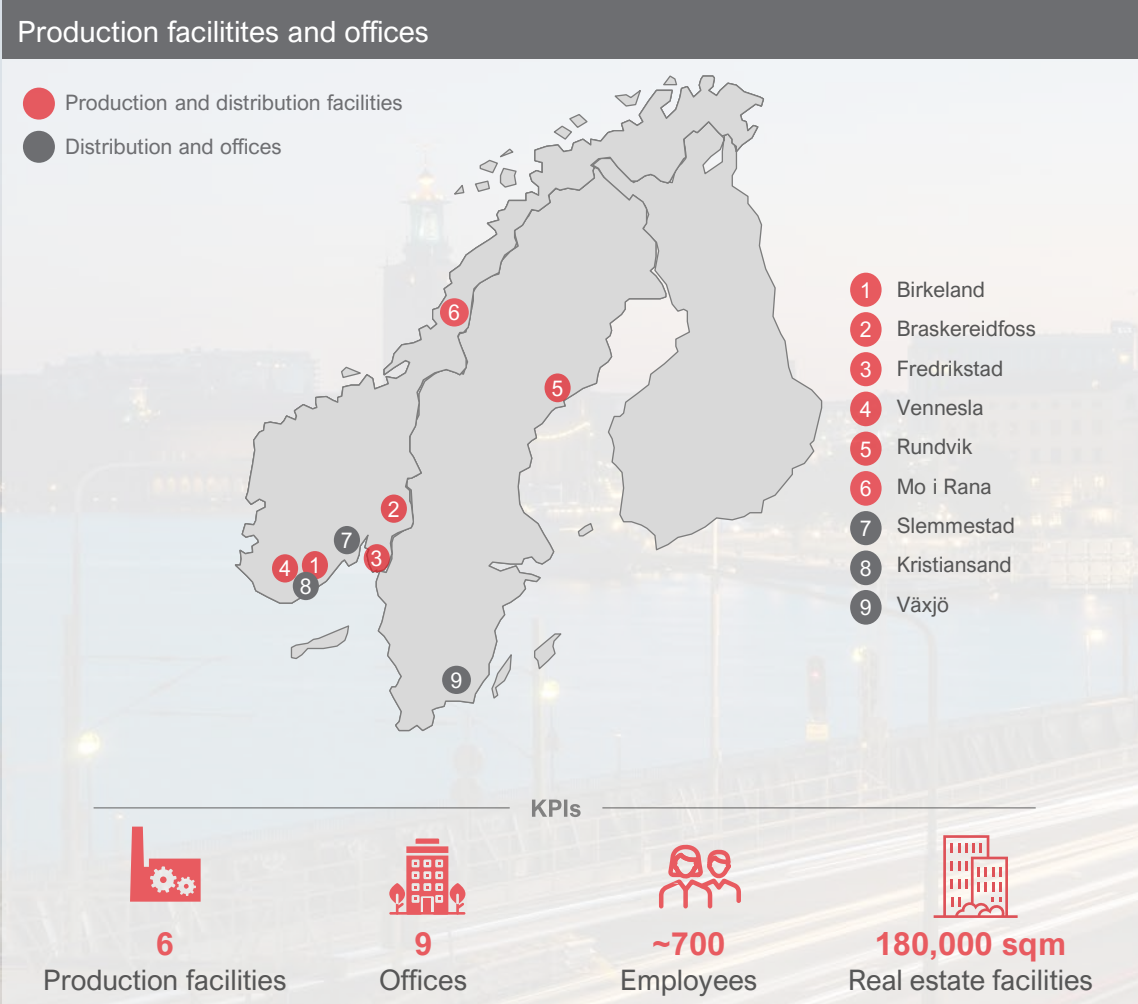 Production facilitites and offices
Production and distribution facilities
Distribution and offices
6
5
2
7
4
1
3
8
9
1 Birkeland
2 Braskereidfoss
3 Fredrikstad
4 Vennesla
5 Rundvik
6 Mo i Rana
7 Slemmestad
8 Kristiansand
9 Växjö
KPIs
6
Production facilities
9
Offices
~700
Employees
180,000 sqm
Real estate facilities